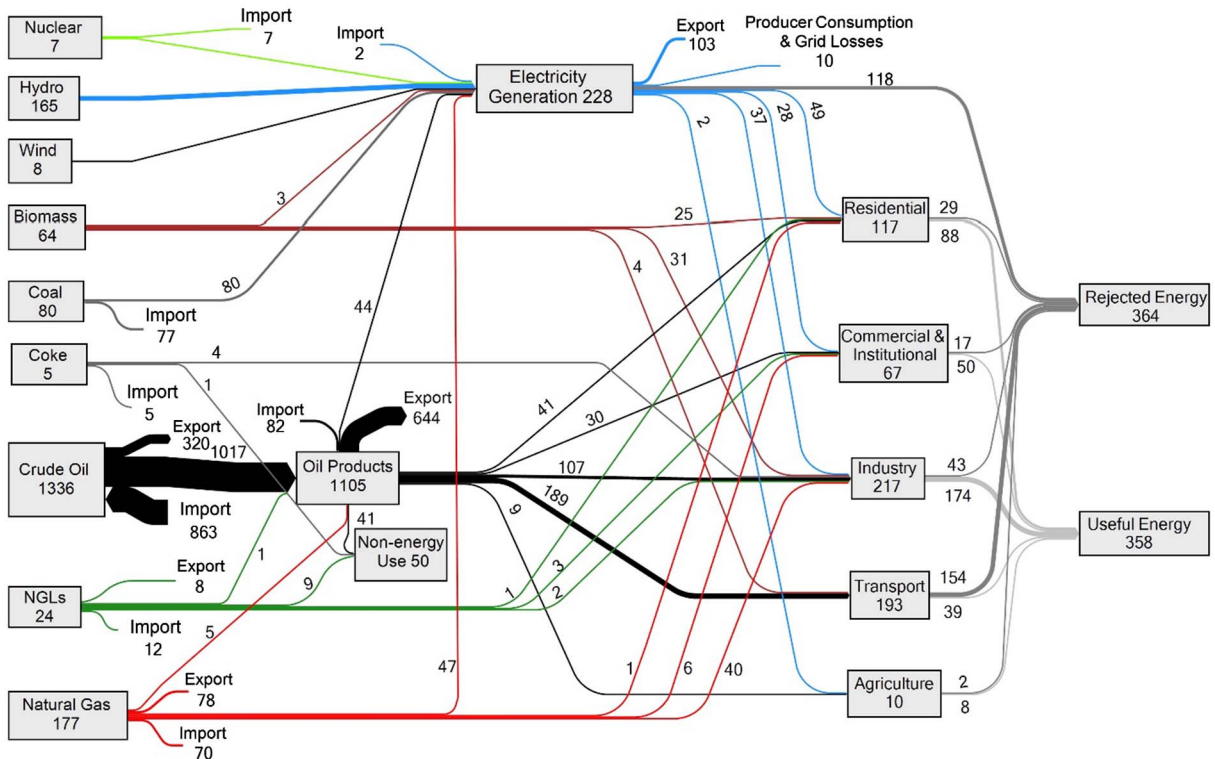 Nuclear
7
Import
7
Import
2
Export
103
Producer Consumption
& Grid Losses
10
Hydro
165
Electricity
Generation 228
118
2
37
28
49
Wind
8
Biomass
64
3
25
4
31
Residential
117
29
88
Coal
80
80
Import
77
44
Rejected Energy
364
Coke
5
4
1
Import
5
Commercial &
Institutional
67
17
50
Import
82
Export
644
41
30
Crude Oil
1336
Export
320
1017
Import
863
Oil Products
1105
107
189
9
Industry
217
43
174
41
Non-energy
Use 50
Useful Energy
358
NGLs
24
Export
8
1
9
Import
12
1
3
2
Transport
193
154
39
5
Natural Gas
177
Export
78
Import
70
47
1
6
40
Agriculture
10
2
8